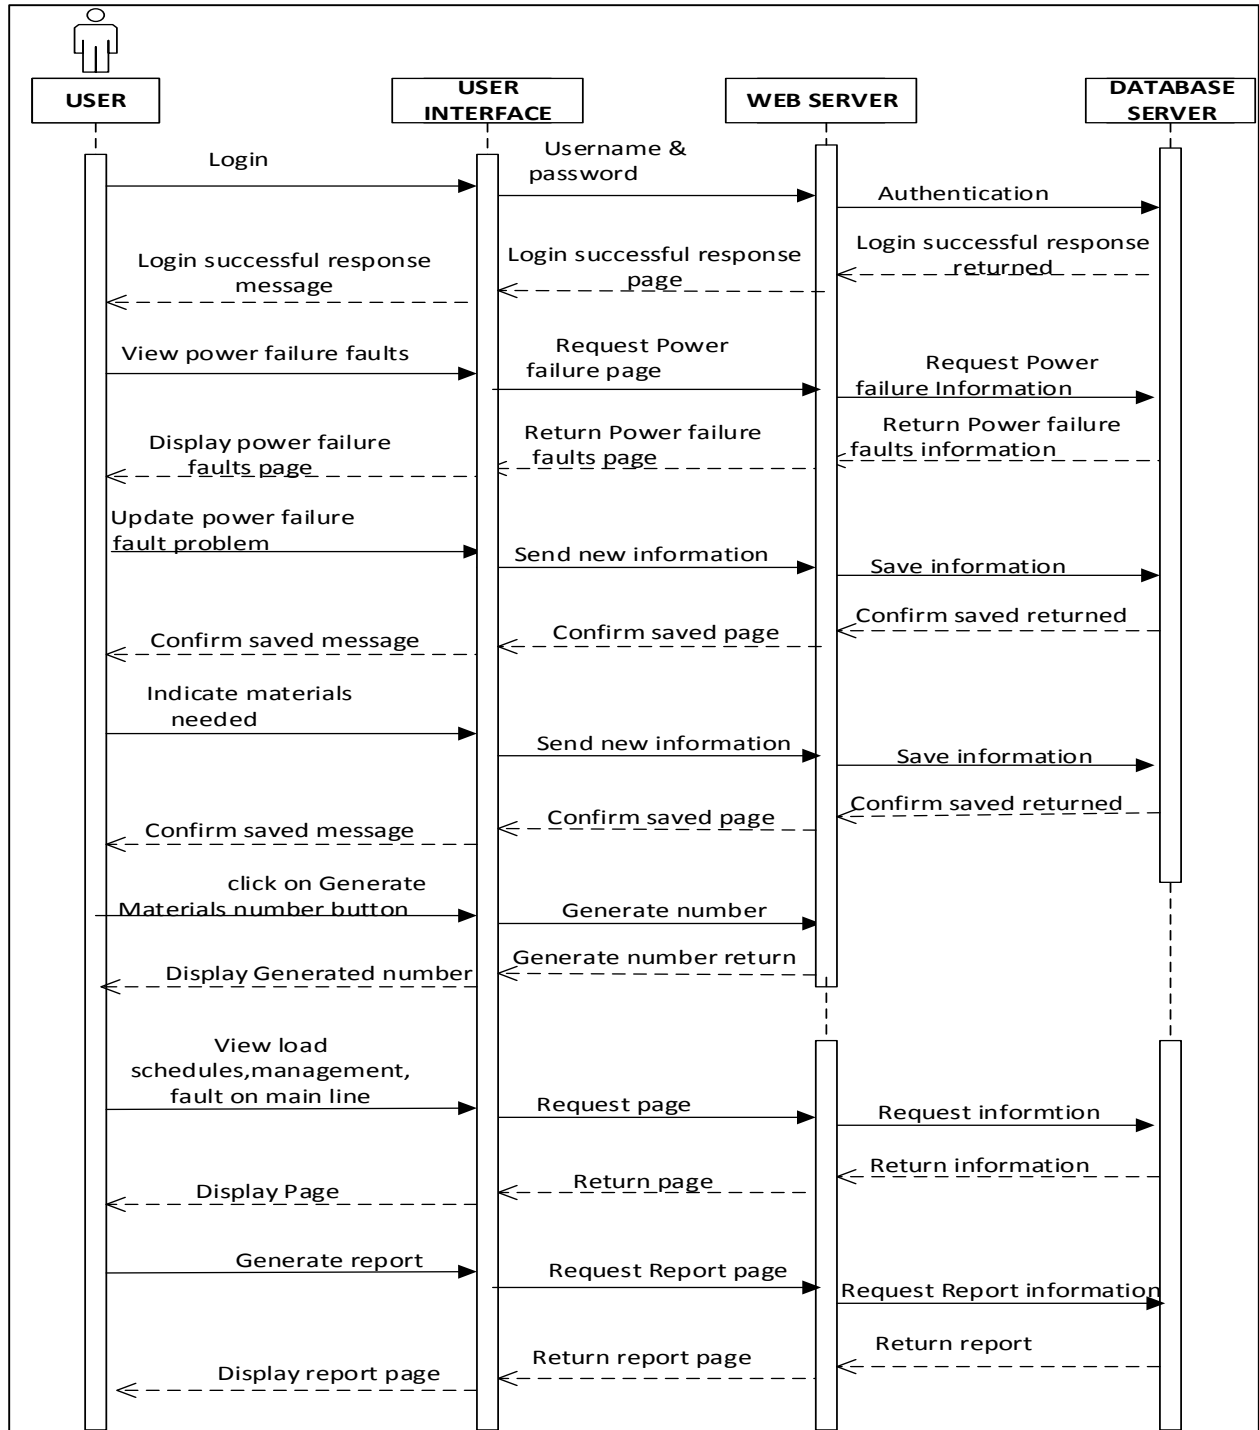 USER
USER
INTERFACE
WEB SERVER
DATABASE
SERVER
Login
Username &
password
Authentication
Login successful response
returned
Login successful response
page
Login successful response
message
View power failure faults
Request Power
failure page
Request Power
failure Information
Return Power failure
faults information
Return Power failure
faults page
Display power failure
faults page
Update power failure
fault problem
Send new information
Save information
Confirm saved returned
Confirm saved page
Confirm saved message
Indicate materials
needed
Send new information
Save information
Confirm saved returned
Confirm saved page
Confirm saved message
click on Generate
Materials number button
Generate number
Generate number return
Display Generated number
View load
schedules,management,
fault on main line
Request page
Request informtion
Return information
Return page
Display Page
Generate report
Request Report page
Request Report information
Return report
Return report page
Display report page